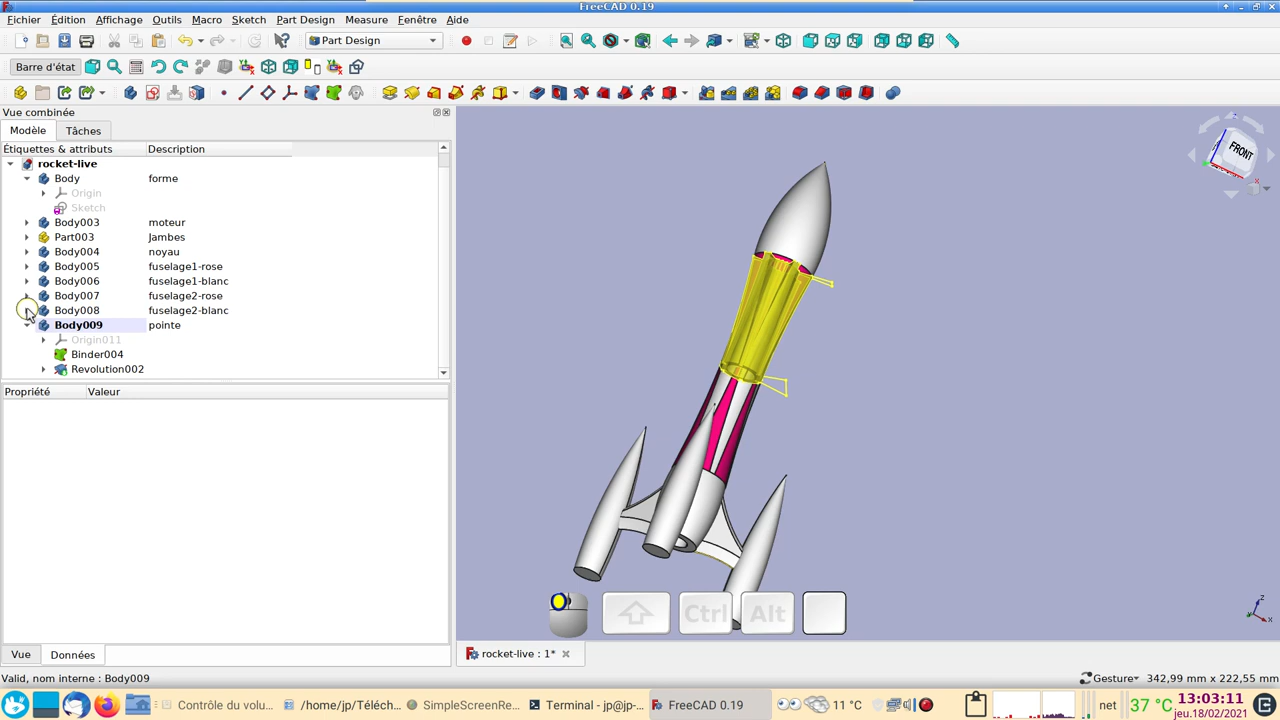 FreeCAD 0.19
Fichier Édition Affichage Outils Macro Sketch Part Design Measure Fenêtre Aide
Part Design
Barre d'état
Vue combinée
Modèle Tâches
Étiquettes & attributs Description
rocket-live
Body forme
Origin
Sketch
Body003 moteur
Part003 Jambes
Body004 noyau
Body005 fuselage1-rose
Body006 fuselage1-blanc
Body007 fuselage2-rose
Body008 fuselage2-blanc
Body009 pointe
Origin011
Binder004
Revolution002
Propriété Valeur
FRONT
Z
X
Ctrl Alt
Vue Données
rocket-live : 1*
Valid, nom interne : Body009
Gesture 342,99 mm x 222,55 mm
Contrôle du volu... /home/jp/Téléch... SimpleScreenRe... Terminal - jp@jp-... FreeCAD 0.19 11 °C net 37 °C 13:03:11
jeu.18/02/2021